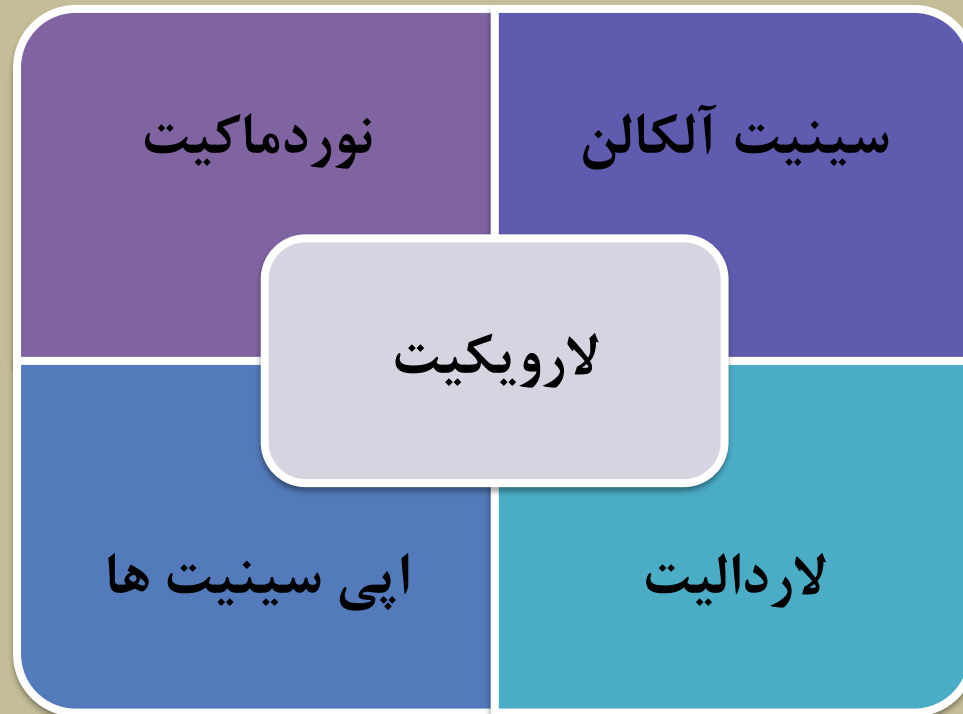 سینیت آلکالن
نوردماکیت
لارویکیت
لاردالیت
اپی سینیت ها